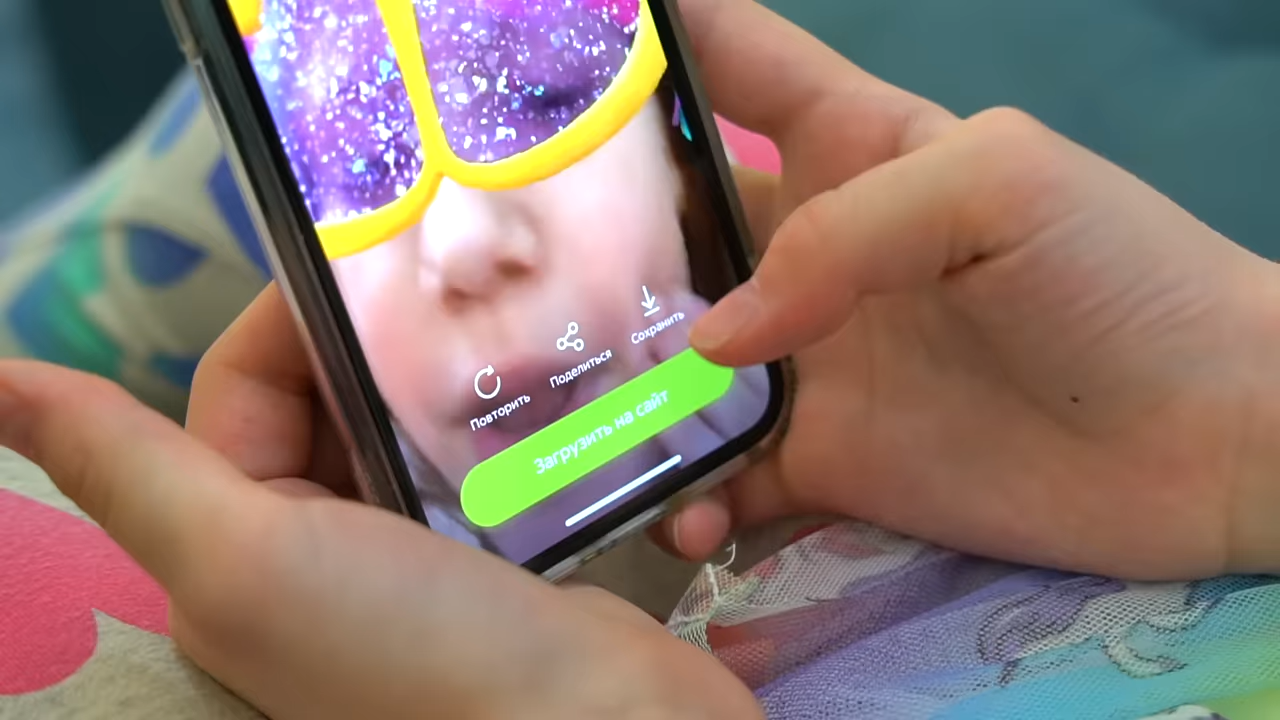 Повторить
Поделиться
Сохранить
Загрузить на сайт